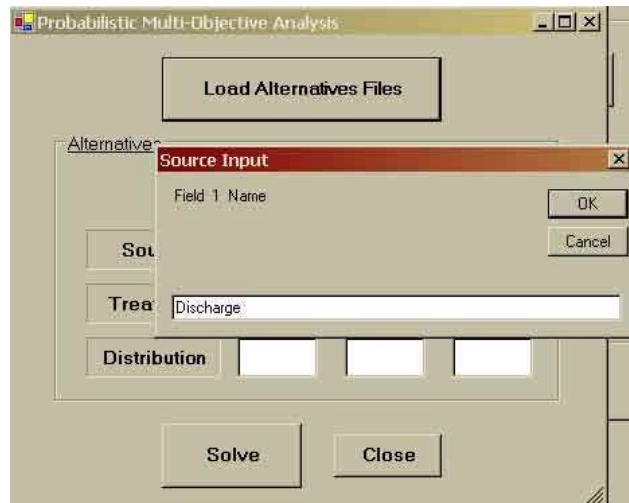 Probabilistic Multi-Objective Analysis
Load Alternatives Files
Alternatives
Source Input
Field 1 Name
OK
Cancel
Sou
Trea
Discharge
Distribution
Solve
Close